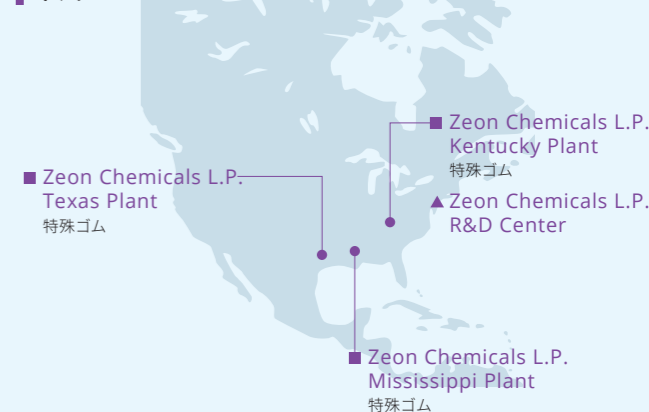 ■ Zeon Chemicals L.P.
Kentucky Plant
特殊ゴム
■ Zeon Chemicals L.P.
Texas Plant
特殊ゴム
▲ Zeon Chemicals L.P.
R&D Center
■ Zeon Chemicals L.P.
Mississippi Plant
特殊ゴム